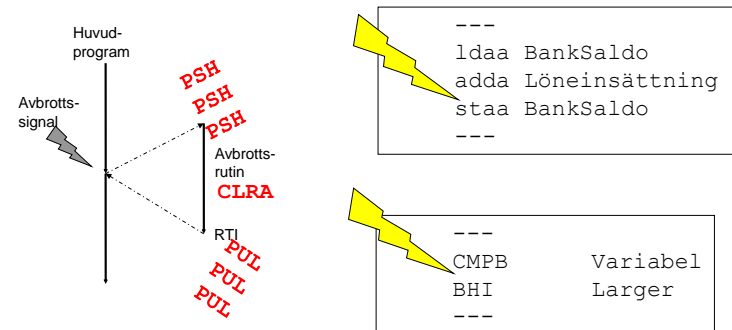 Huvud-
program
Avbrotts-
signal
PSH
PSH
PSH
Avbrotts-
rutin
CLRA
RTI
PUL
PUL
PUL
---
ldaa BankSaldo
adda Löneinsättning
staa BankSaldo
---
---
CMPB Variabel
BHI Larger
---